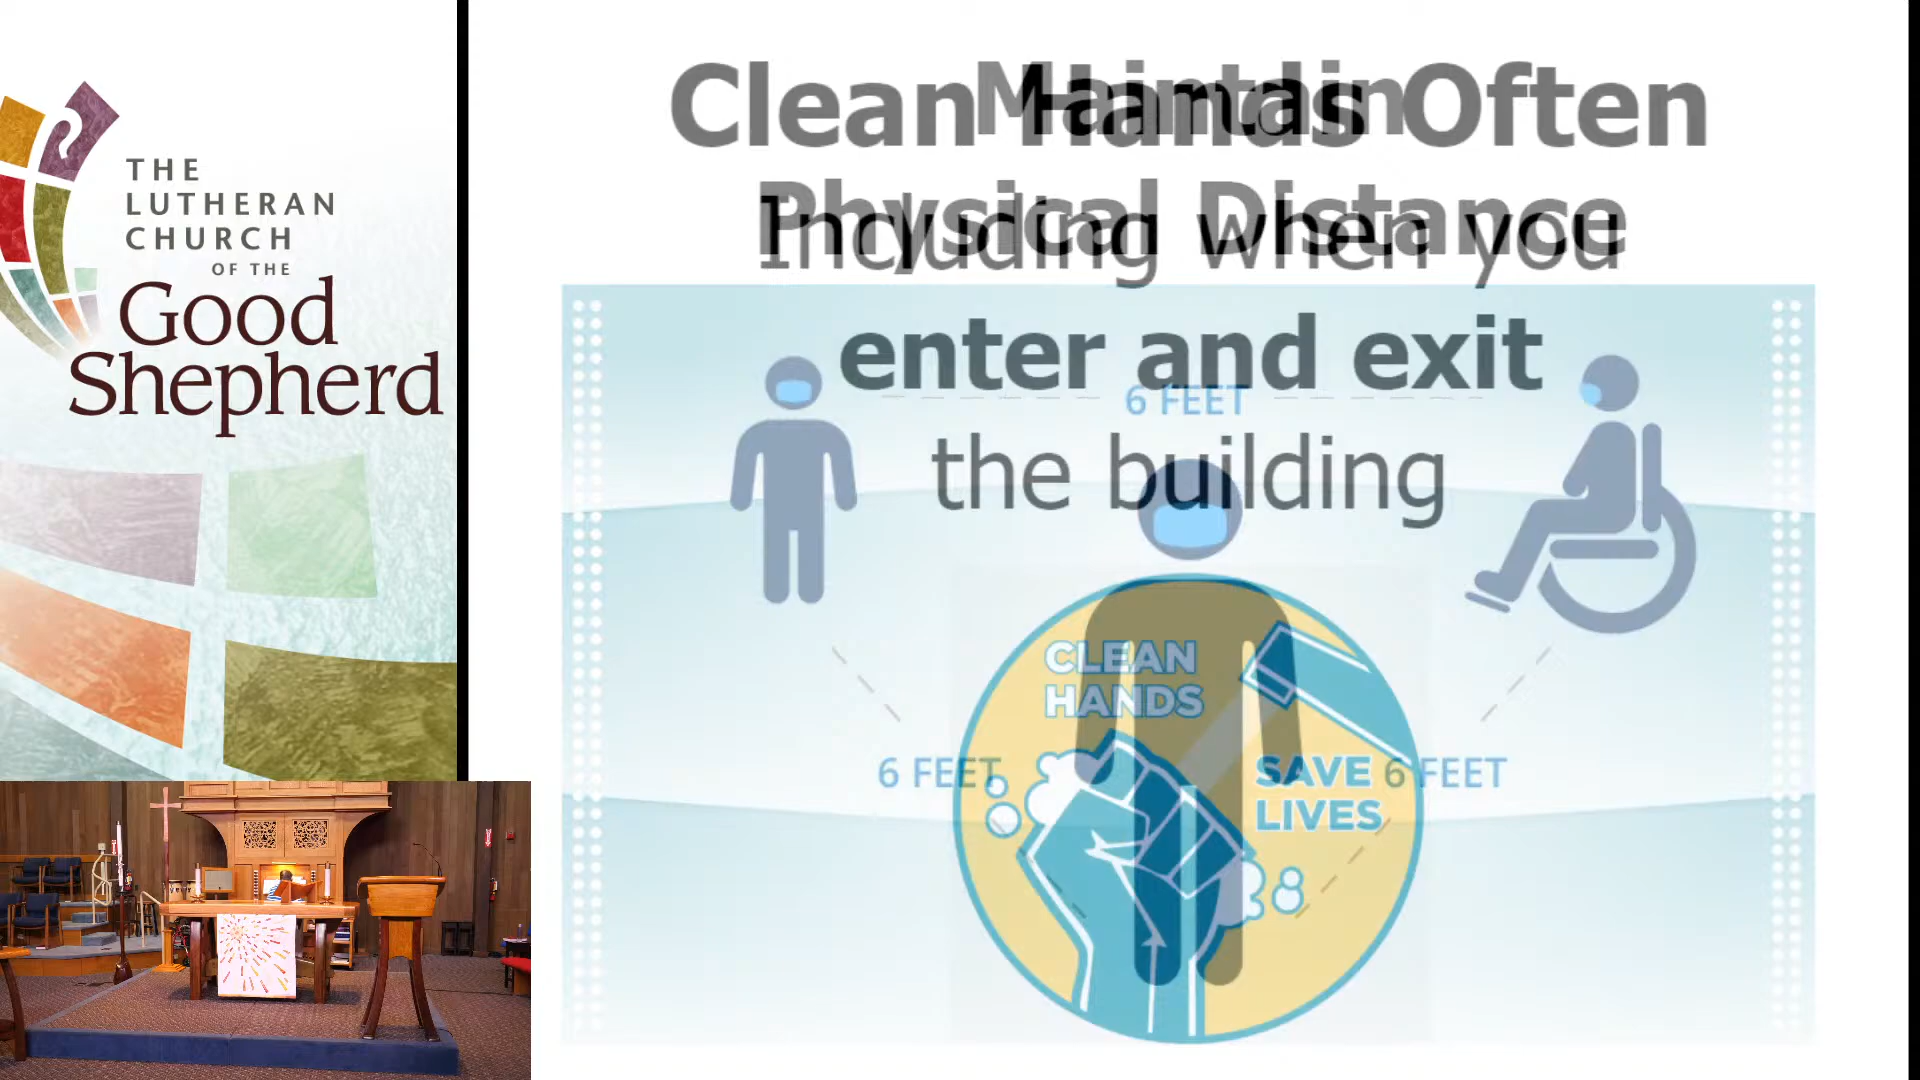 THE
LUTHERAN
CHURCH
OF THE
Good
Shepherd
Clean Hands Often
Including when you
enter and exit
the building
Maintain
Physical Distance
6 FEET
6 FEET
6 FEET
CLEAN
HANDS
SAVE
LIVES